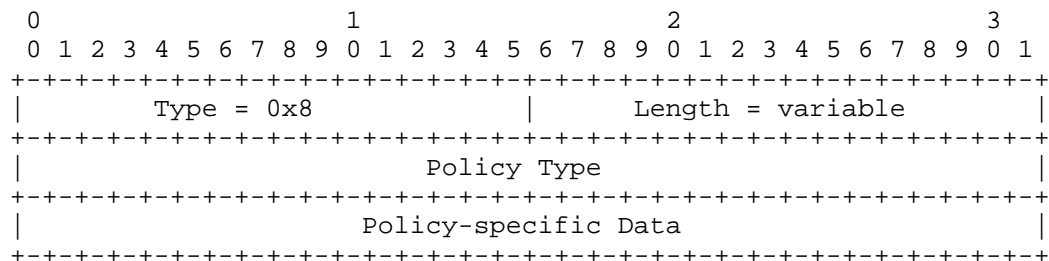 0                   1                   2                   3
 0 1 2 3 4 5 6 7 8 9 0 1 2 3 4 5 6 7 8 9 0 1 2 3 4 5 6 7 8 9 0 1
+-+-+-+-+-+-+-+-+-+-+-+-+-+-+-+-+-+-+-+-+-+-+-+-+-+-+-+-+-+-+-+-+
|        Type = 0x8             |      Length = variable        |
+-+-+-+-+-+-+-+-+-+-+-+-+-+-+-+-+-+-+-+-+-+-+-+-+-+-+-+-+-+-+-+-+
|                         Policy Type                           |
+-+-+-+-+-+-+-+-+-+-+-+-+-+-+-+-+-+-+-+-+-+-+-+-+-+-+-+-+-+-+-+-+
|                     Policy-specific Data                      |
+-+-+-+-+-+-+-+-+-+-+-+-+-+-+-+-+-+-+-+-+-+-+-+-+-+-+-+-+-+-+-+-+